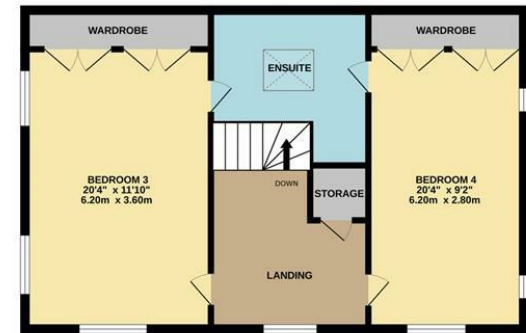 WARDROBE
WARDROBE
ENSUITE
BEDROOM 3
20'4" x 11'10"
6.20m x 3.60m
BEDROOM 4
20'4" x 9'2"
6.20m x 2.80m
DOWN
STORAGE
LANDING